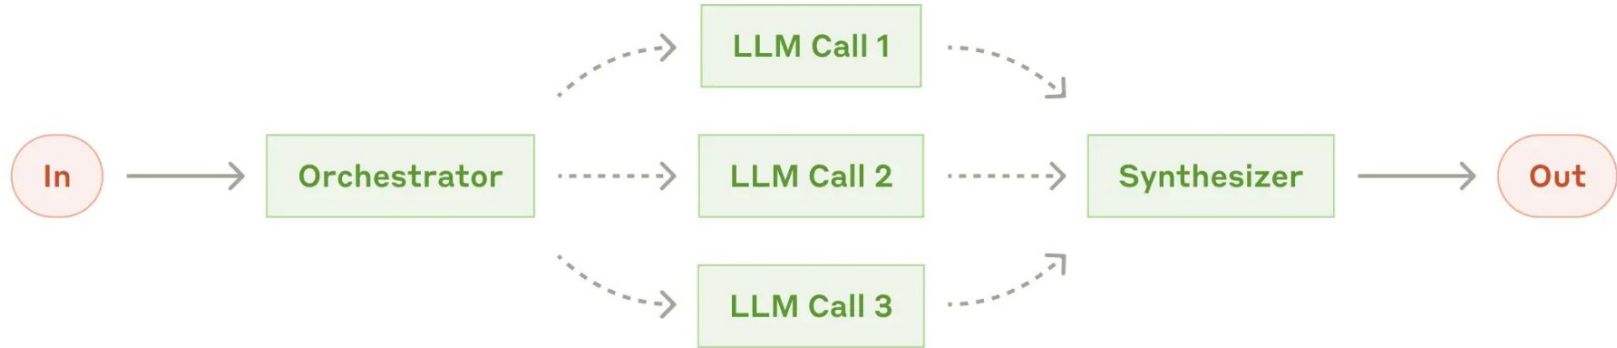 In
Orchestrator
LLM Call 1
LLM Call 2
LLM Call 3
Synthesizer
Out